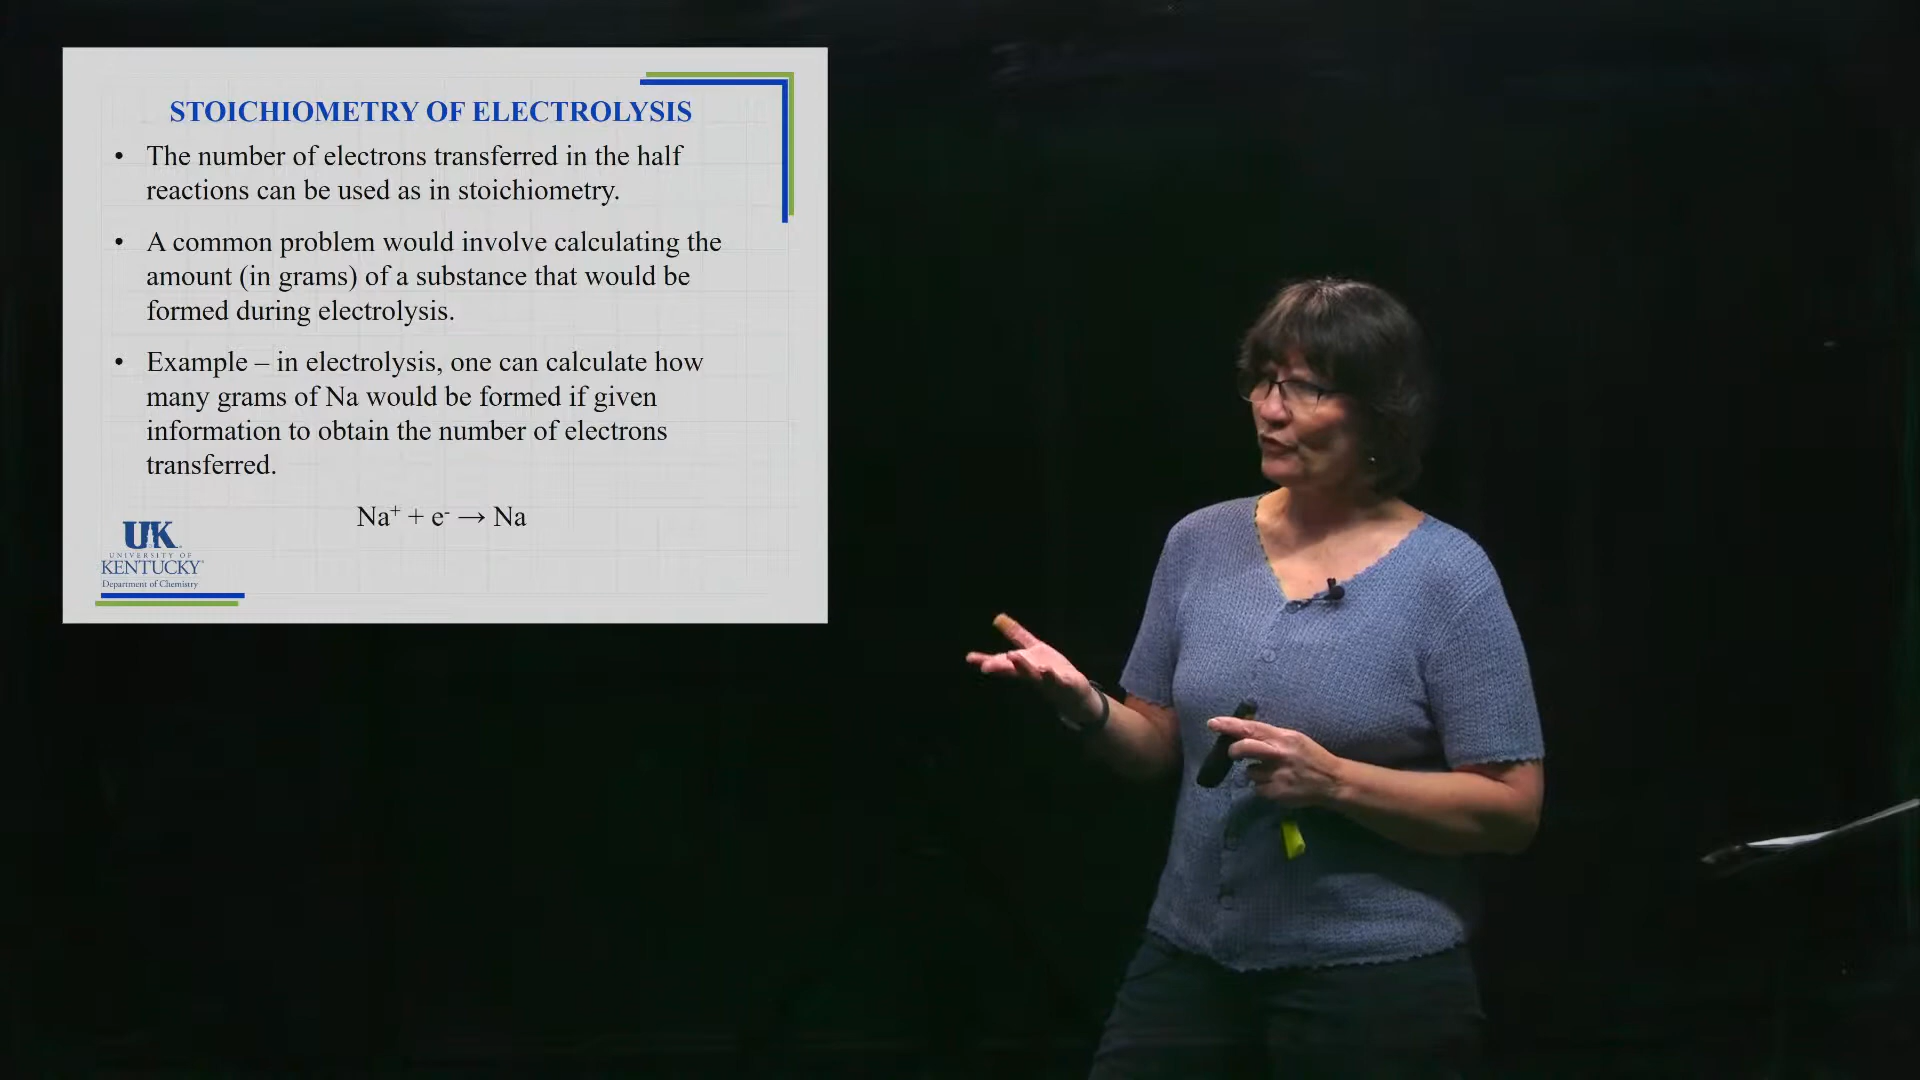 STOICHIOMETRY OF ELECTROLYSIS
• The number of electrons transferred in the half
reactions can be used as in stoichiometry.
• A common problem would involve calculating the
amount (in grams) of a substance that would be
formed during electrolysis.
• Example – in electrolysis, one can calculate how
many grams of Na would be formed if given
information to obtain the number of electrons
transferred.
Na⁺ + e⁻ → Na
UK
UNIVERSITY OF
KENTUCKY
Department of Chemistry